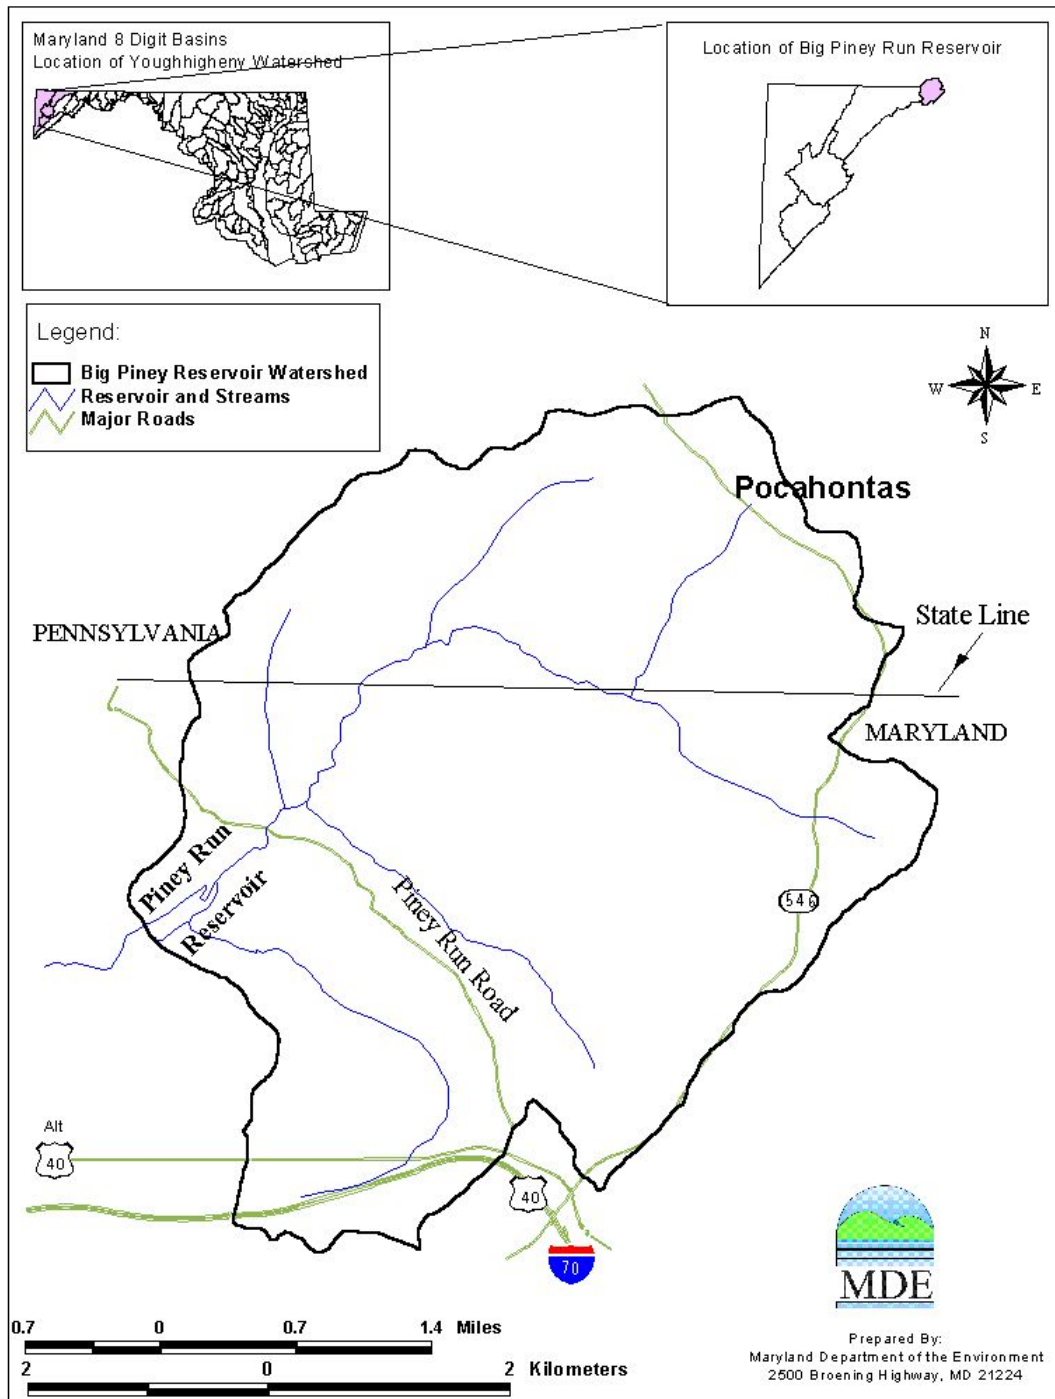 Maryland 8 Digit Basins
Location of Youghhigheny Watershed
Location of Big Piney Run Reservoir
Legend:
Big Piney Reservoir Watershed
Reservoir and Streams
Major Roads
N
W
E
S
Pocahontas
PENNSYLVANIA
State Line
MARYLAND
Piney Run
Reservoir
Piney Run Road
546
Alt
40
40
70
MDE
0.7 0 0.7 1.4 Miles
2 0 2 Kilometers
Prepared By:
Maryland Department of the Environment
2500 Broening Highway, MD 21224